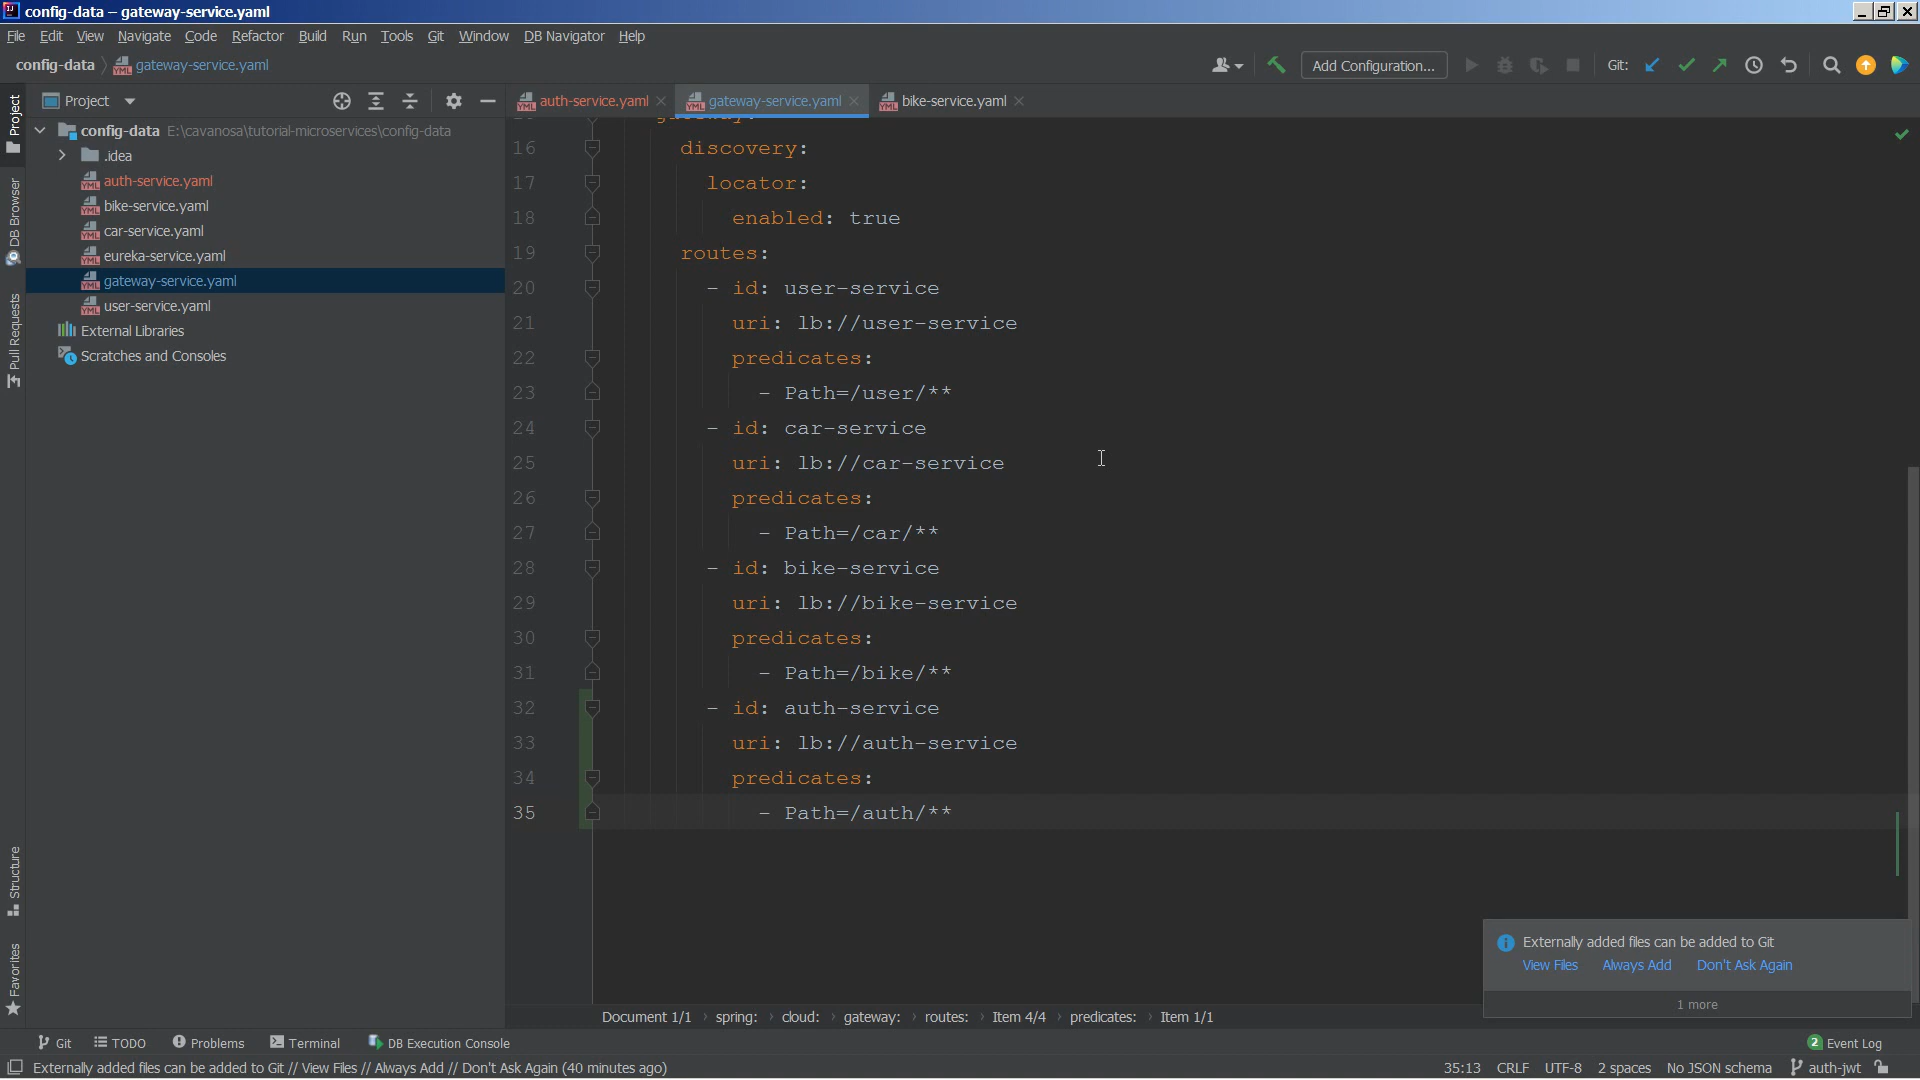 config-data – gateway-service.yaml
File Edit View Navigate Code Refactor Build Run Tools Git Window DB Navigator Help
config-data gateway-service.yaml Add Configuration... Git:
Project auth-service.yaml gateway-service.yaml bike-service.yaml
config-data E:\cavanosa\tutorial-microservices\config-data
.idea
auth-service.yaml
bike-service.yaml
car-service.yaml
eureka-service.yaml
gateway-service.yaml
user-service.yaml
External Libraries
Scratches and Consoles
Project
DB Browser
Pull Requests
Structure
Favorites
16 discovery:
17 locator:
18 enabled: true
19 routes:
20 - id: user-service
21 uri: lb://user-service
22 predicates:
23 - Path=/user/**
24 - id: car-service
25 uri: lb://car-service
26 predicates:
27 - Path=/car/**
28 - id: bike-service
29 uri: lb://bike-service
30 predicates:
31 - Path=/bike/**
32 - id: auth-service
33 uri: lb://auth-service
34 predicates:
35 - Path=/auth/**
Externally added files can be added to Git
View Files Always Add Don't Ask Again
1 more
Document 1/1 spring: cloud: gateway: routes: Item 4/4 predicates: Item 1/1
Git TODO Problems Terminal DB Execution Console 2 Event Log
Externally added files can be added to Git // View Files // Always Add // Don't Ask Again (40 minutes ago) 35:13 CRLF UTF-8 2 spaces No JSON schema auth-jwt